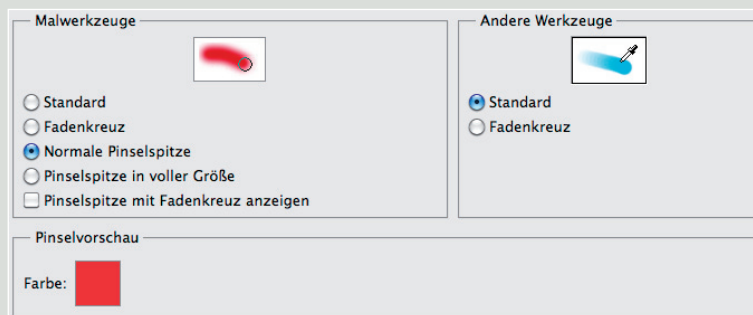 Malwerkzeuge
Standard
Fadenkreuz
Normale Pinselspitze
Pinselspitze in voller Größe
Pinselspitze mit Fadenkreuz anzeigen
Andere Werkzeuge
Standard
Fadenkreuz
Pinselvorschau
Farbe: